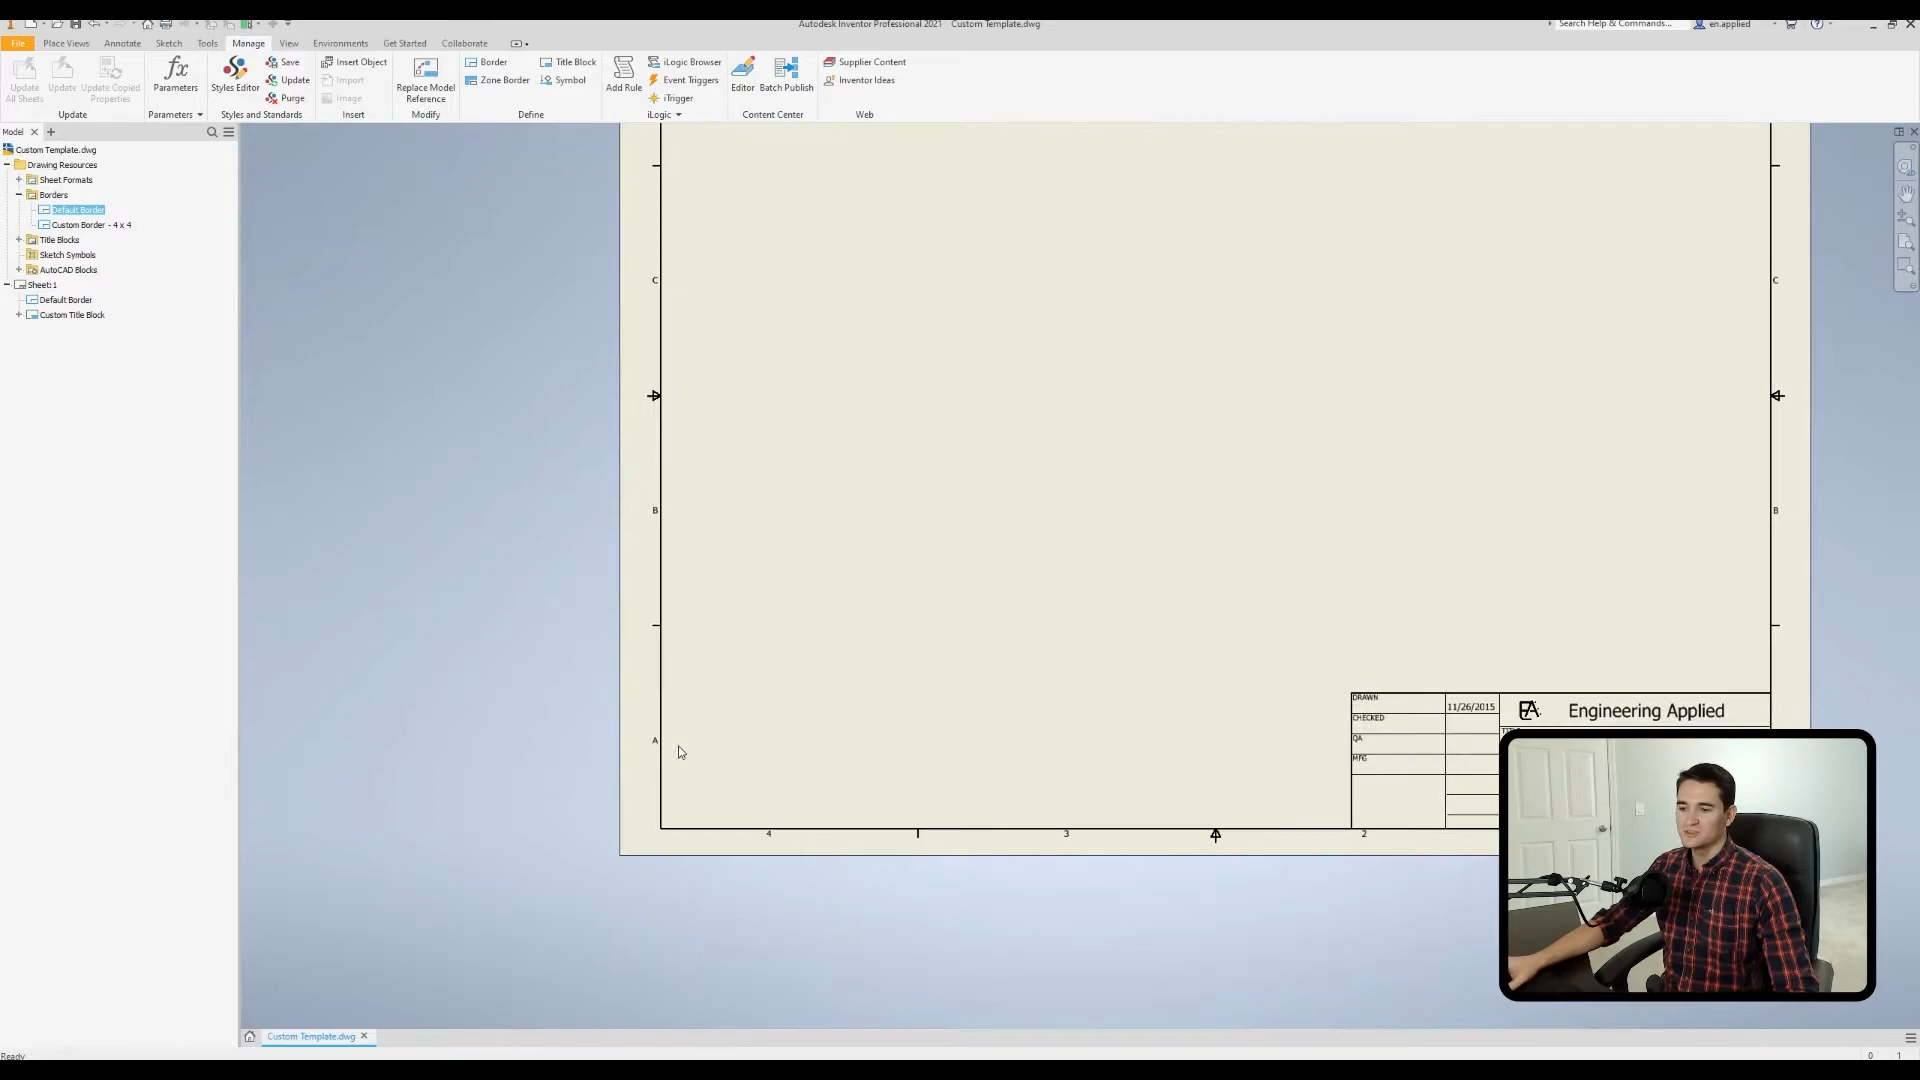 Autodesk Inventor Professional 2021 Custom Template.dwg
Search Help & Commands...
en.applied
File Place Views Annotate Sketch Tools Manage View Environments Get Started Collaborate
Update All Sheets
Update
Update Copied Properties
Update
Parameters
Parameters
Styles Editor
Save
Update
Purge
Styles and Standards
Insert Object
Import
Image
Insert
Replace Model Reference
Modify
Border
Zone Border
Title Block
Symbol
Define
Add Rule
iLogic Browser
Event Triggers
iTrigger
iLogic
Editor
Batch Publish
Content Center
Supplier Content
Inventor Ideas
Web
Model
Custom Template.dwg
Drawing Resources
Sheet Formats
Borders
Default Border
Custom Border - 4 x 4
Title Blocks
Sketch Symbols
AutoCAD Blocks
Sheet:1
Default Border
Custom Title Block
C C
B B
A
DRAWN
11/26/2015
CHECKED
QA
MFG
EA Engineering Applied
4 3 2
Custom Template.dwg
Ready
0 1